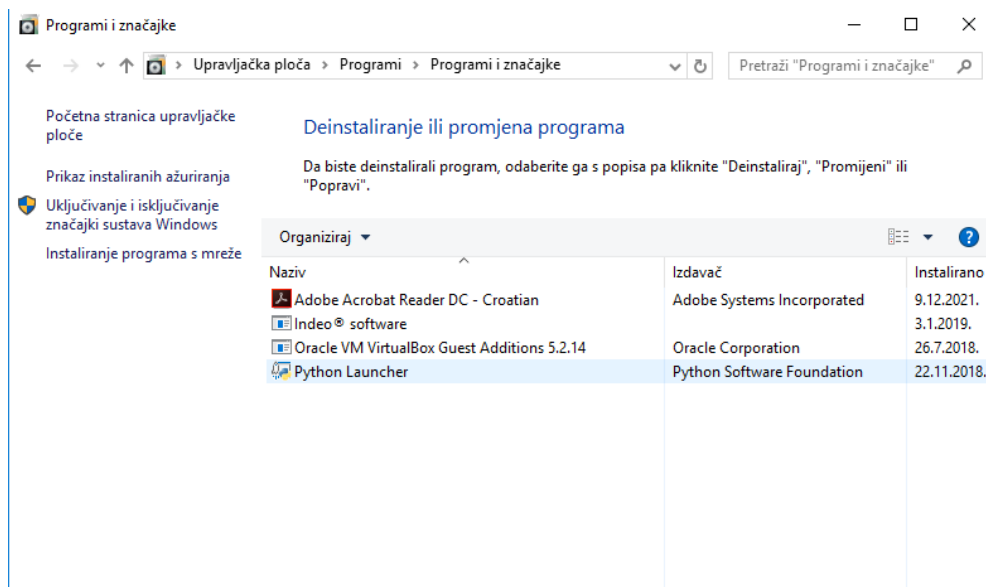 Programi i značajke
Upravljačka ploča > Programi > Programi i značajke
Pretraži "Programi i značajke"
Početna stranica upravljačke
ploče
Prikaz instaliranih ažuriranja
Uključivanje i isključivanje
značajki sustava Windows
Instaliranje programa s mreže
Deinstaliranje ili promjena programa
Da biste deinstalirali program, odaberite ga s popisa pa kliknite "Deinstaliraj", "Promijeni" ili
"Popravi".
Organiziraj
Naziv Izdavač Instalirano
Adobe Acrobat Reader DC - Croatian Adobe Systems Incorporated 9.12.2021.
Indeo® software 3.1.2019.
Oracle VM VirtualBox Guest Additions 5.2.14 Oracle Corporation 26.7.2018.
Python Launcher Python Software Foundation 22.11.2018.